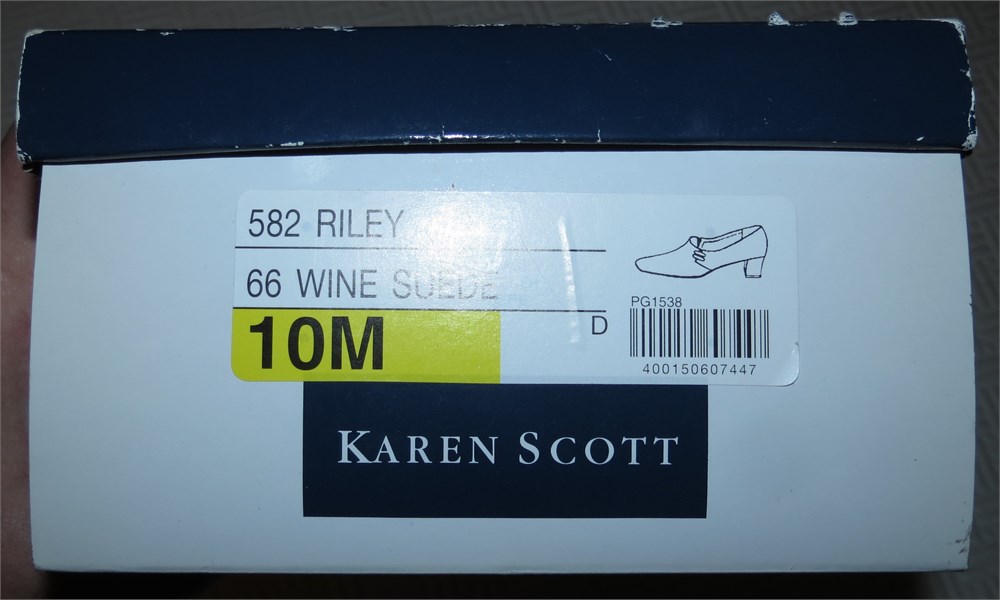 582 RILEY
66 WINE SUEDE
10M
D
PG1538
400150607447
KAREN SCOTT